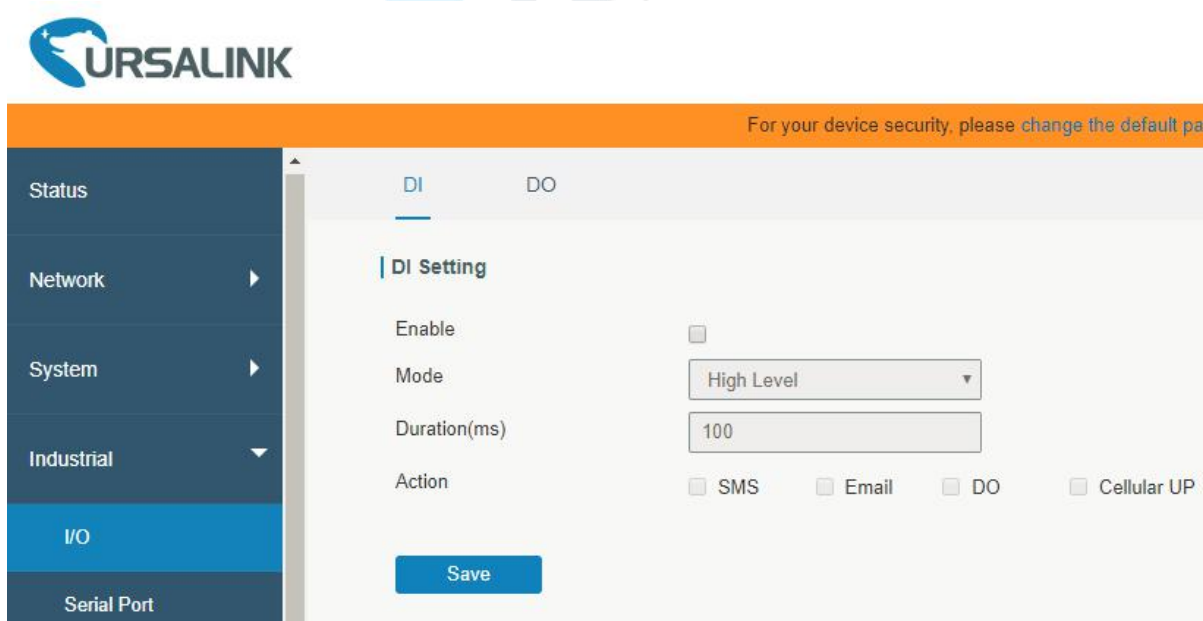 URSALINK
For your device security, please change the default
Status
DI DO
Network
DI Setting
Enable
System
Mode High Level
Duration(ms) 100
Industrial
Action SMS Email DO Cellular UP
I/O
Save
Serial Port